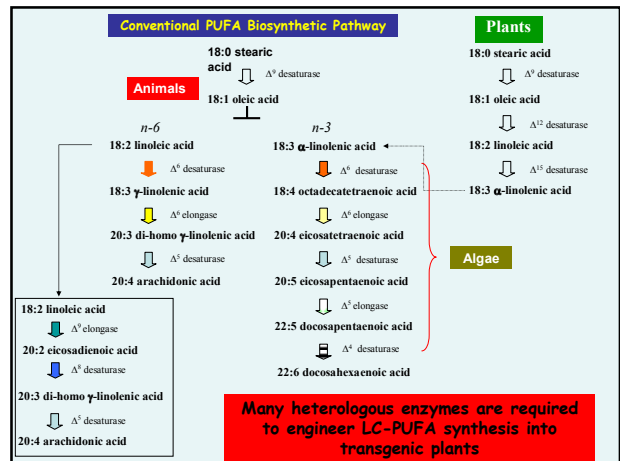 Conventional PUFA Biosynthetic Pathway
Plants
18:0 stearic
acid
Δ9 desaturase
Animals
18:1 oleic acid
n-6
18:2 linoleic acid
Δ6 desaturase
18:3 γ-linolenic acid
Δ6 elongase
20:3 di-homo γ-linolenic acid
Δ5 desaturase
20:4 arachidonic acid
n-3
18:3 α-linolenic acid
Δ6 desaturase
18:4 octadecatetraenoic acid
Δ6 elongase
20:4 eicosatetraenoic acid
Δ5 desaturase
20:5 eicosapentaenoic acid
Δ5 elongase
22:5 docosapentaenoic acid
Δ4 desaturase
22:6 docosahexaenoic acid
18:0 stearic acid
Δ9 desaturase
18:1 oleic acid
Δ12 desaturase
18:2 linoleic acid
Δ15 desaturase
18:3 α-linolenic acid
Algae
18:2 linoleic acid
Δ9 elongase
20:2 eicosadienoic acid
Δ8 desaturase
20:3 di-homo γ-linolenic acid
Δ5 desaturase
20:4 arachidonic acid
Many heterologous enzymes are required
to engineer LC-PUFA synthesis into
transgenic plants